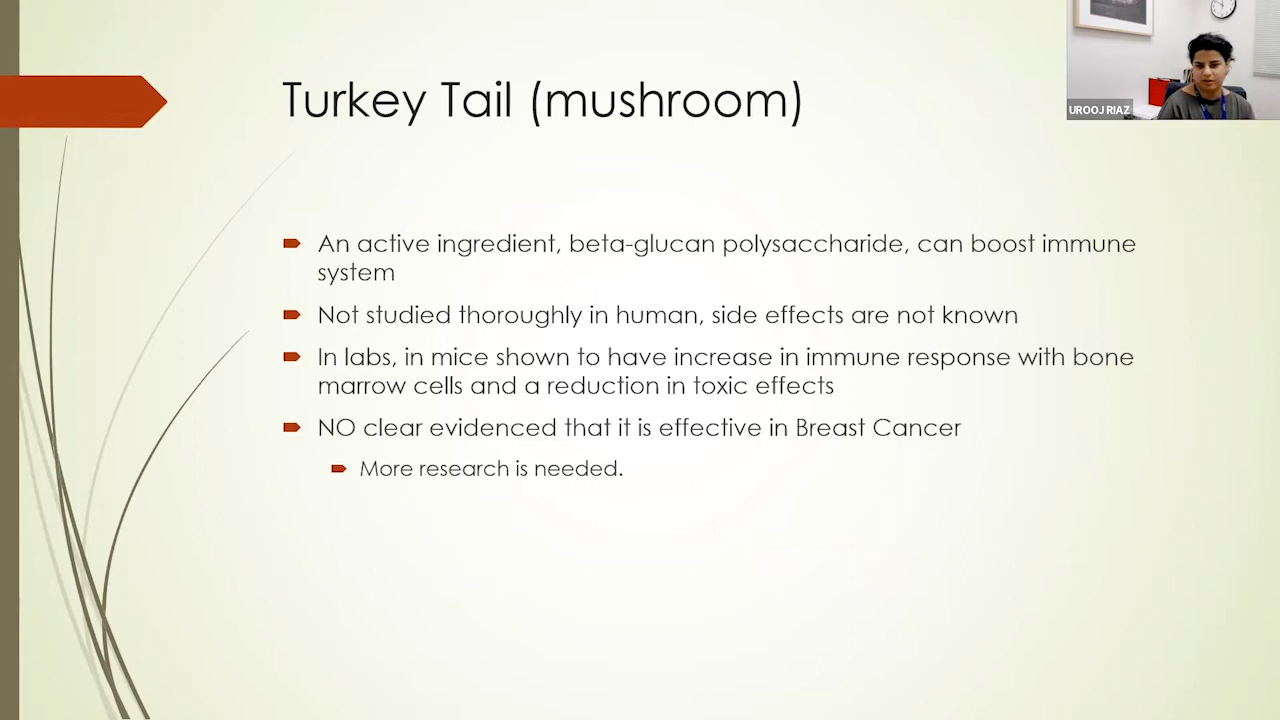 Turkey Tail (mushroom)
UROOJ RIAZ
An active ingredient, beta-glucan polysaccharide, can boost immune
system
Not studied thoroughly in human, side effects are not known
In labs, in mice shown to have increase in immune response with bone
marrow cells and a reduction in toxic effects
NO clear evidenced that it is effective in Breast Cancer
More research is needed.